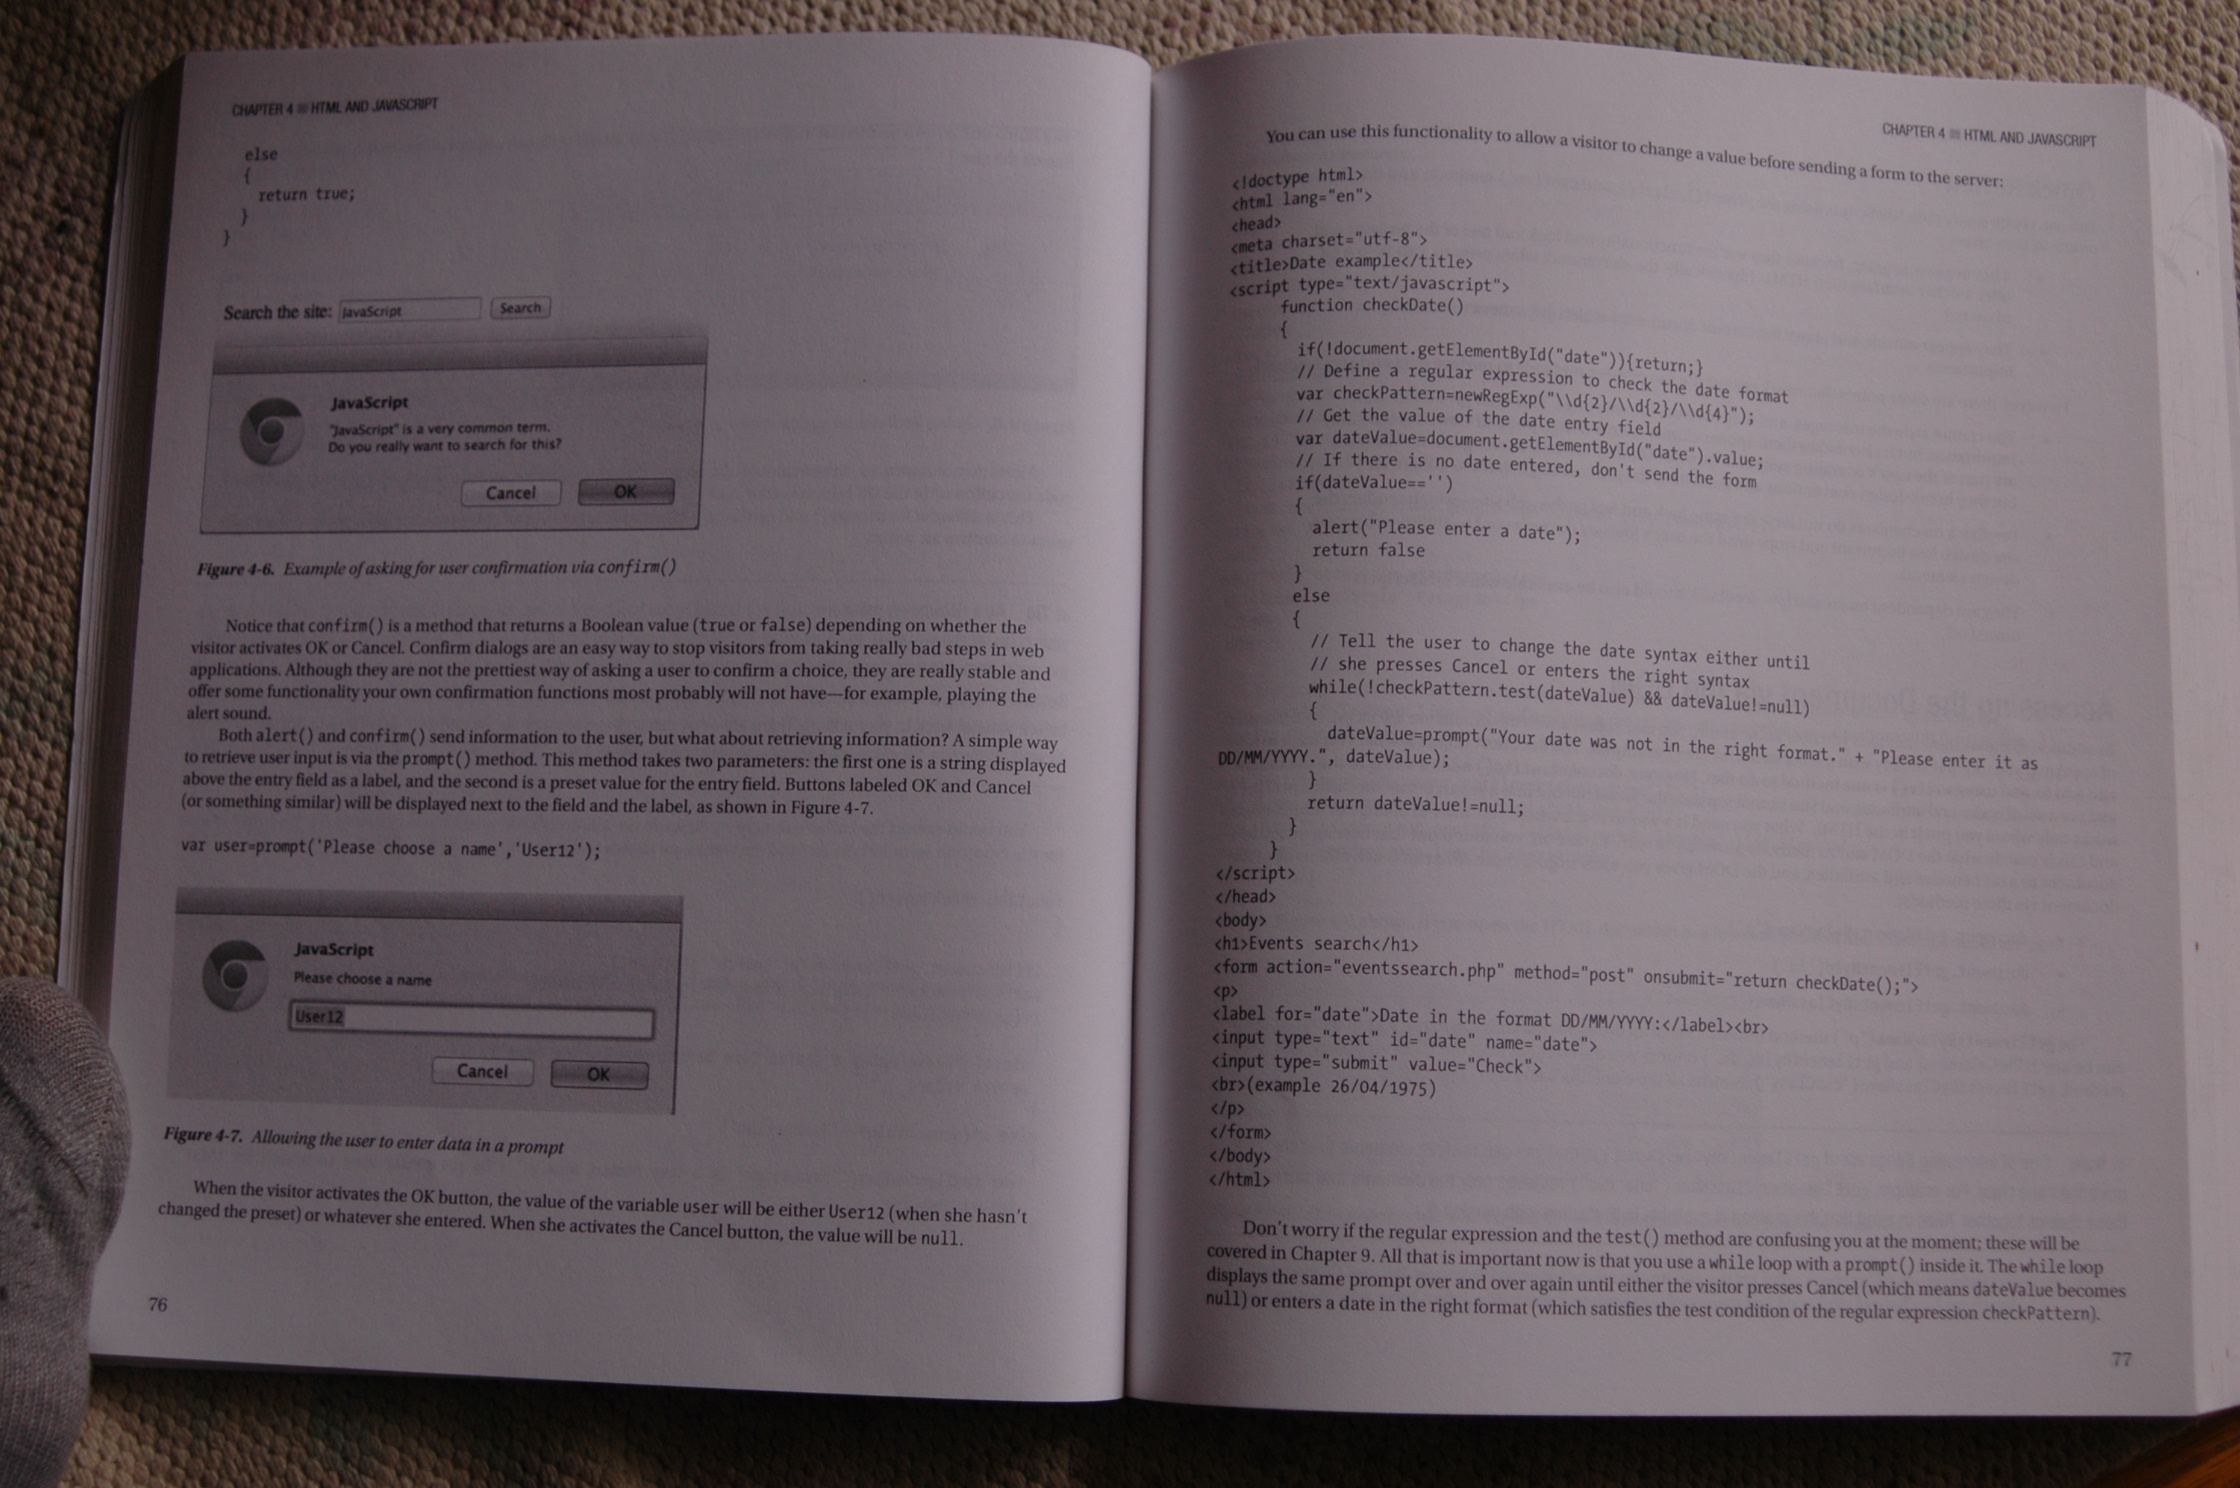 CHAPTER 4 ■ HTML AND JAVASCRIPT
else
{
return true;
}
}
Search the site: JavaScript Search
JavaScript
"JavaScript" is a very common term.
Do you really want to search for this?
Cancel OK
Figure 4-6. Example of asking for user confirmation via confirm()
Notice that confirm() is a method that returns a Boolean value (true or false) depending on whether the
visitor activates OK or Cancel. Confirm dialogs are an easy way to stop visitors from taking really bad steps in web
applications. Although they are not the prettiest way of asking a user to confirm a choice, they are really stable and
offer some functionality your own confirmation functions most probably will not have—for example, playing the
alert sound.
Both alert() and confirm() send information to the user, but what about retrieving information? A simple way
to retrieve user input is via the prompt() method. This method takes two parameters: the first one is a string displayed
above the entry field as a label, and the second is a preset value for the entry field. Buttons labeled OK and Cancel
(or something similar) will be displayed next to the field and the label, as shown in Figure 4-7.
var user=prompt('Please choose a name','User12');
JavaScript
Please choose a name
User12
Cancel OK
Figure 4-7. Allowing the user to enter data in a prompt
When the visitor activates the OK button, the value of the variable user will be either User12 (when she hasn't
changed the preset) or whatever she entered. When she activates the Cancel button, the value will be null.
76
CHAPTER 4 ■ HTML AND JAVASCRIPT
You can use this functionality to allow a visitor to change a value before sending a form to the server:
<!doctype html>
<html lang="en">
<head>
<meta charset="utf-8">
<title>Date example</title>
<script type="text/javascript">
function checkDate()
{
if(!document.getElementById("date")){return;}
// Define a regular expression to check the date format
var checkPattern=newRegExp("\\d{2}/\\d{2}/\\d{4}");
// Get the value of the date entry field
var dateValue=document.getElementById("date").value;
// If there is no date entered, don't send the form
if(dateValue=='')
{
alert("Please enter a date");
return false
}
else
{
// Tell the user to change the date syntax either until
// she presses Cancel or enters the right syntax
while(!checkPattern.test(dateValue) && dateValue!=null)
{
dateValue=prompt("Your date was not in the right format." + "Please enter it as
DD/MM/YYYY.", dateValue);
}
return dateValue!=null;
}
}
</script>
</head>
<body>
<h1>Events search</h1>
<form action="eventssearch.php" method="post" onsubmit="return checkDate();">
<p>
<label for="date">Date in the format DD/MM/YYYY:</label><br>
<input type="text" id="date" name="date">
<input type="submit" value="Check">
<br>(example 26/04/1975)
</p>
</form>
</body>
</html>
Don't worry if the regular expression and the test() method are confusing you at the moment; these will be
covered in Chapter 9. All that is important now is that you use a while loop with a prompt() inside it. The while loop
displays the same prompt over and over again until either the visitor presses Cancel (which means dateValue becomes
null) or enters a date in the right format (which satisfies the test condition of the regular expression checkPattern).
77